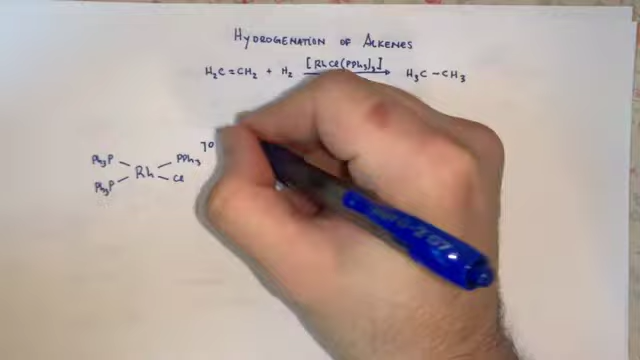 HYDROGENATION OF ALKENES
H₂C=CH₂ + H₂ [RhCl(PPh₃)₃] H₃C-CH₃
Ph₃P PPh₃
Rh
Ph₃P Cl